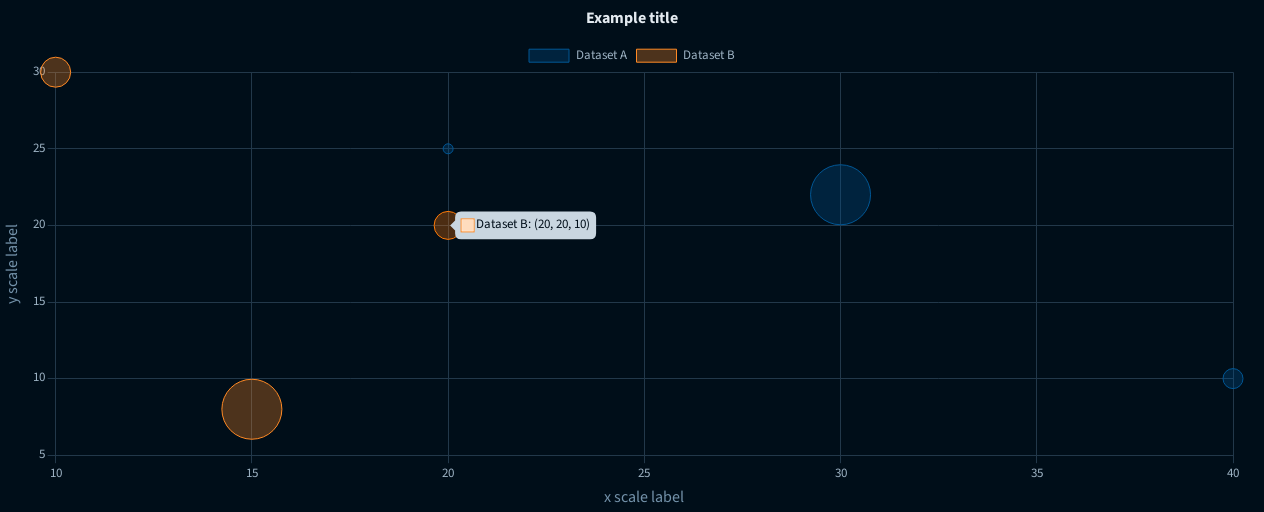 Example title
Dataset A
Dataset B
30
25
20
Dataset B: (20, 20, 10)
15
10
5
y scale label
10 15 20 25 30 35 40
x scale label